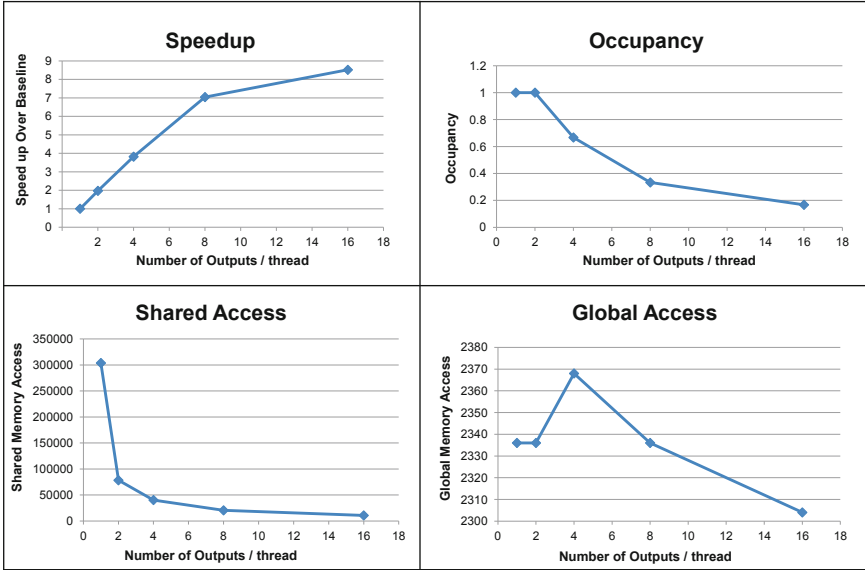 Speedup
Speed up Over Baseline
9
8
7
6
5
4
3
2
1
0
2 4 6 8 10 12 14 16 18
Number of Outputs / thread
Occupancy
Occupancy
1.2
1
0.8
0.6
0.4
0.2
0
0 2 4 6 8 10 12 14 16 18
Number of Outputs / thread
Shared Access
Shared Memory Access
350000
300000
250000
200000
150000
100000
50000
0
0 2 4 6 8 10 12 14 16 18
Number of Outputs / thread
Global Access
Global Memory Access
2380
2370
2360
2350
2340
2330
2320
2310
2300
0 2 4 6 8 10 12 14 16 18
Number of Outputs / thread